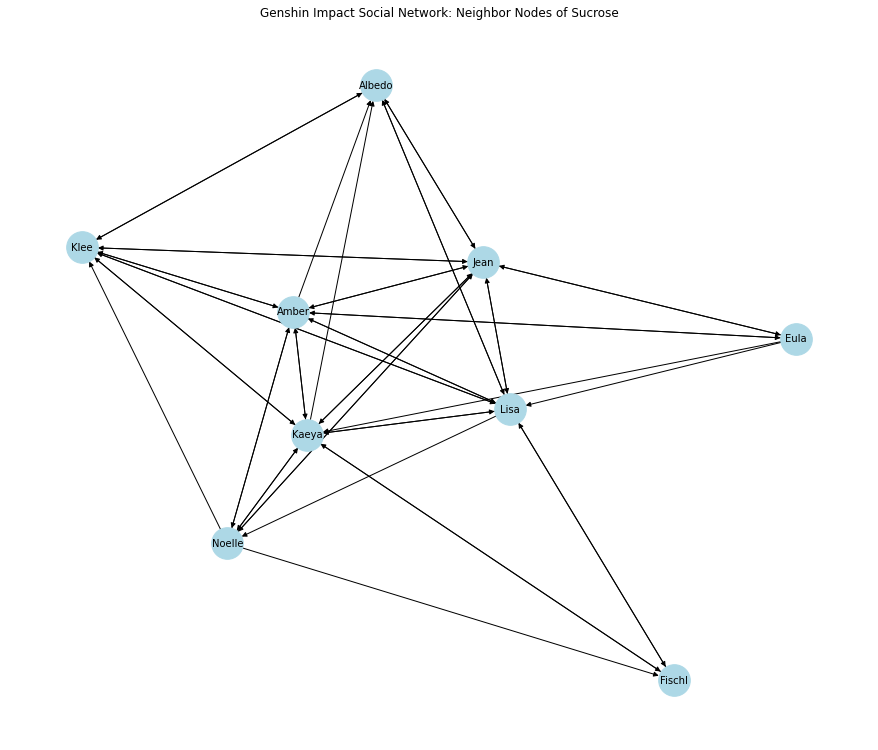 Genshin Impact Social Network: Neighbor Nodes of Sucrose
Albedo
Klee
Jean
Amber
Eula
Lisa
Kaeya
Noelle
Fischl